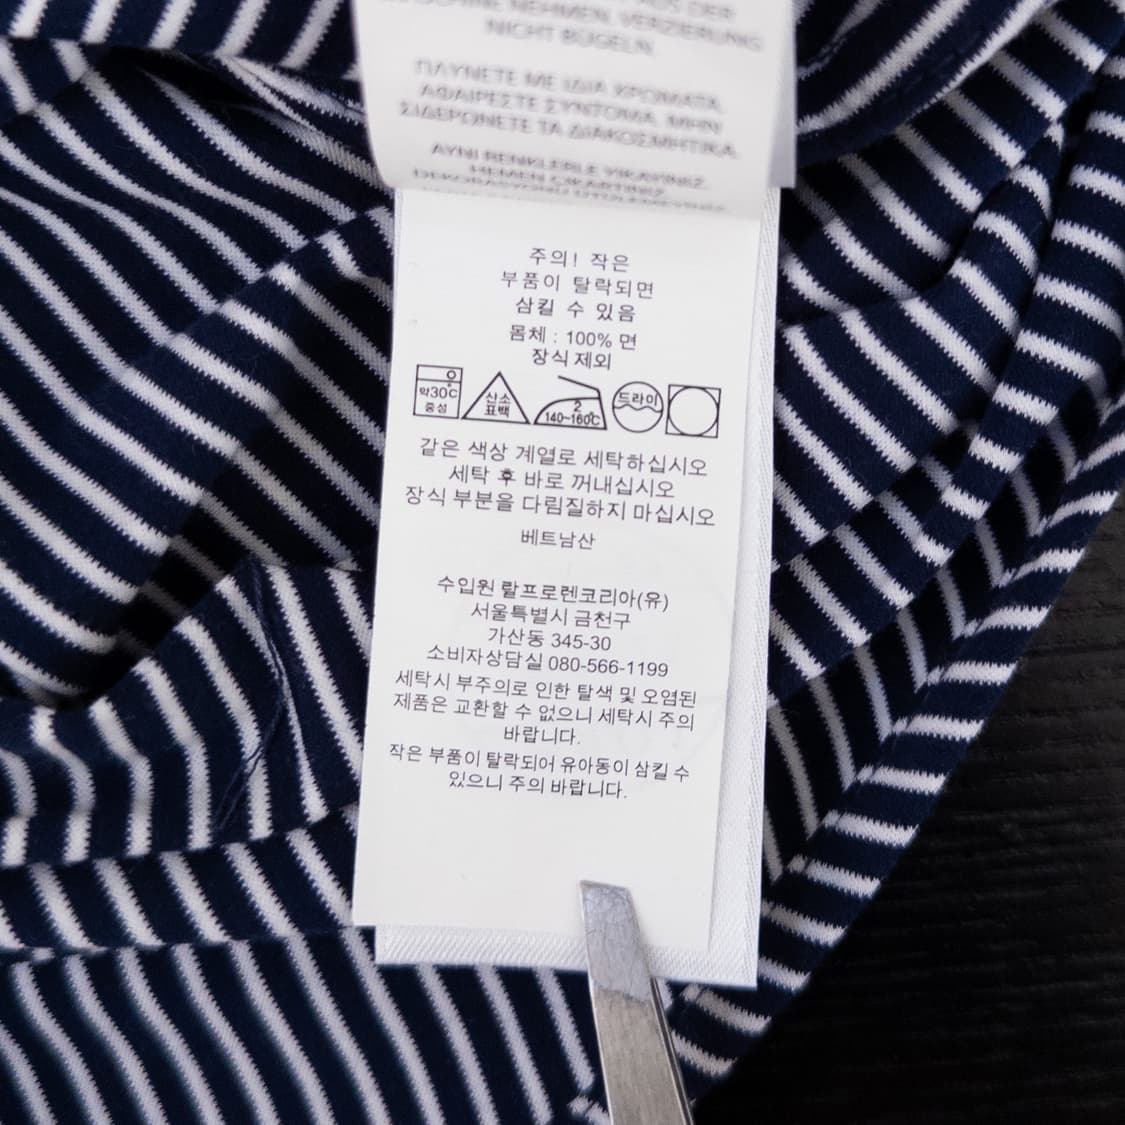 AUS DER
NEHMEN. VERZIERUNG
NICHT BÜGELN.
ΠΛΥΝΕΤΕ ΜΕ ΙΔΙΑ ΧΡΩΜΑΤΑ.
ΑΦΑΙΡΕΣΤΕ ΣΥΝΤΟΜΑ. ΜΗΝ
ΣΙΔΕΡΩΝΕΤΕ ΤΑ ΔΙΑΚΟΣΜΗΤΙΚΑ.
AYNI RENKLERLE YIKAYINIZ.
HEMEN ÇIKARTINIZ.
주의! 작은
부품이 탈락되면
삼킬 수 있음
몸체 : 100% 면
장식 제외
약30℃
중성
산소
표백
2
140~160℃
드라이
같은 색상 계열로 세탁하십시오
세탁 후 바로 꺼내십시오
장식 부분을 다림질하지 마십시오
베트남산
수입원 랄프로렌코리아(유)
서울특별시 금천구
가산동 345-30
소비자상담실 080-566-1199
세탁시 부주의로 인한 탈색 및 오염된
제품은 교환할 수 없으니 세탁시 주의
바랍니다.
작은 부품이 탈락되어 유아동이 삼킬 수
있으니 주의 바랍니다.